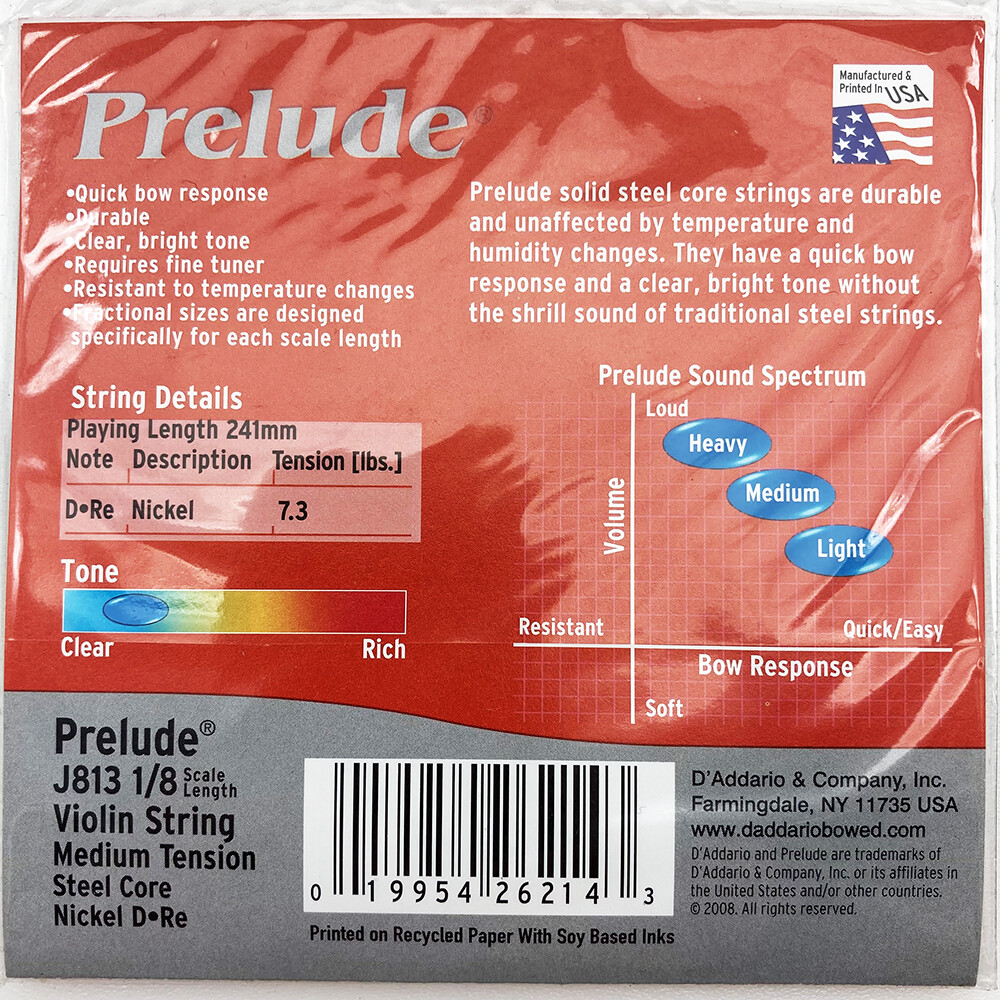 Prelude®
Manufactured &
Printed In USA
•Quick bow response
•Durable
•Clear, bright tone
•Requires fine tuner
•Resistant to temperature changes
•Fractional sizes are designed
specifically for each scale length
Prelude solid steel core strings are durable
and unaffected by temperature and
humidity changes. They have a quick bow
response and a clear, bright tone without
the shrill sound of traditional steel strings.
String Details
Playing Length 241mm
Note Description Tension [lbs.]
D•Re Nickel 7.3
Tone
Clear Rich
Prelude Sound Spectrum
Loud
Heavy
Medium
Light
Volume
Resistant Quick/Easy
Bow Response
Soft
Prelude®
J813 1/8 Scale Length
Violin String
Medium Tension
Steel Core
Nickel D•Re
0 19954 26214 3
Printed on Recycled Paper With Soy Based Inks
D'Addario & Company, Inc.
Farmingdale, NY 11735 USA
www.daddariobowed.com
D'Addario and Prelude are trademarks of
D'Addario & Company, Inc. or its affiliates in
the United States and/or other countries.
© 2008. All rights reserved.